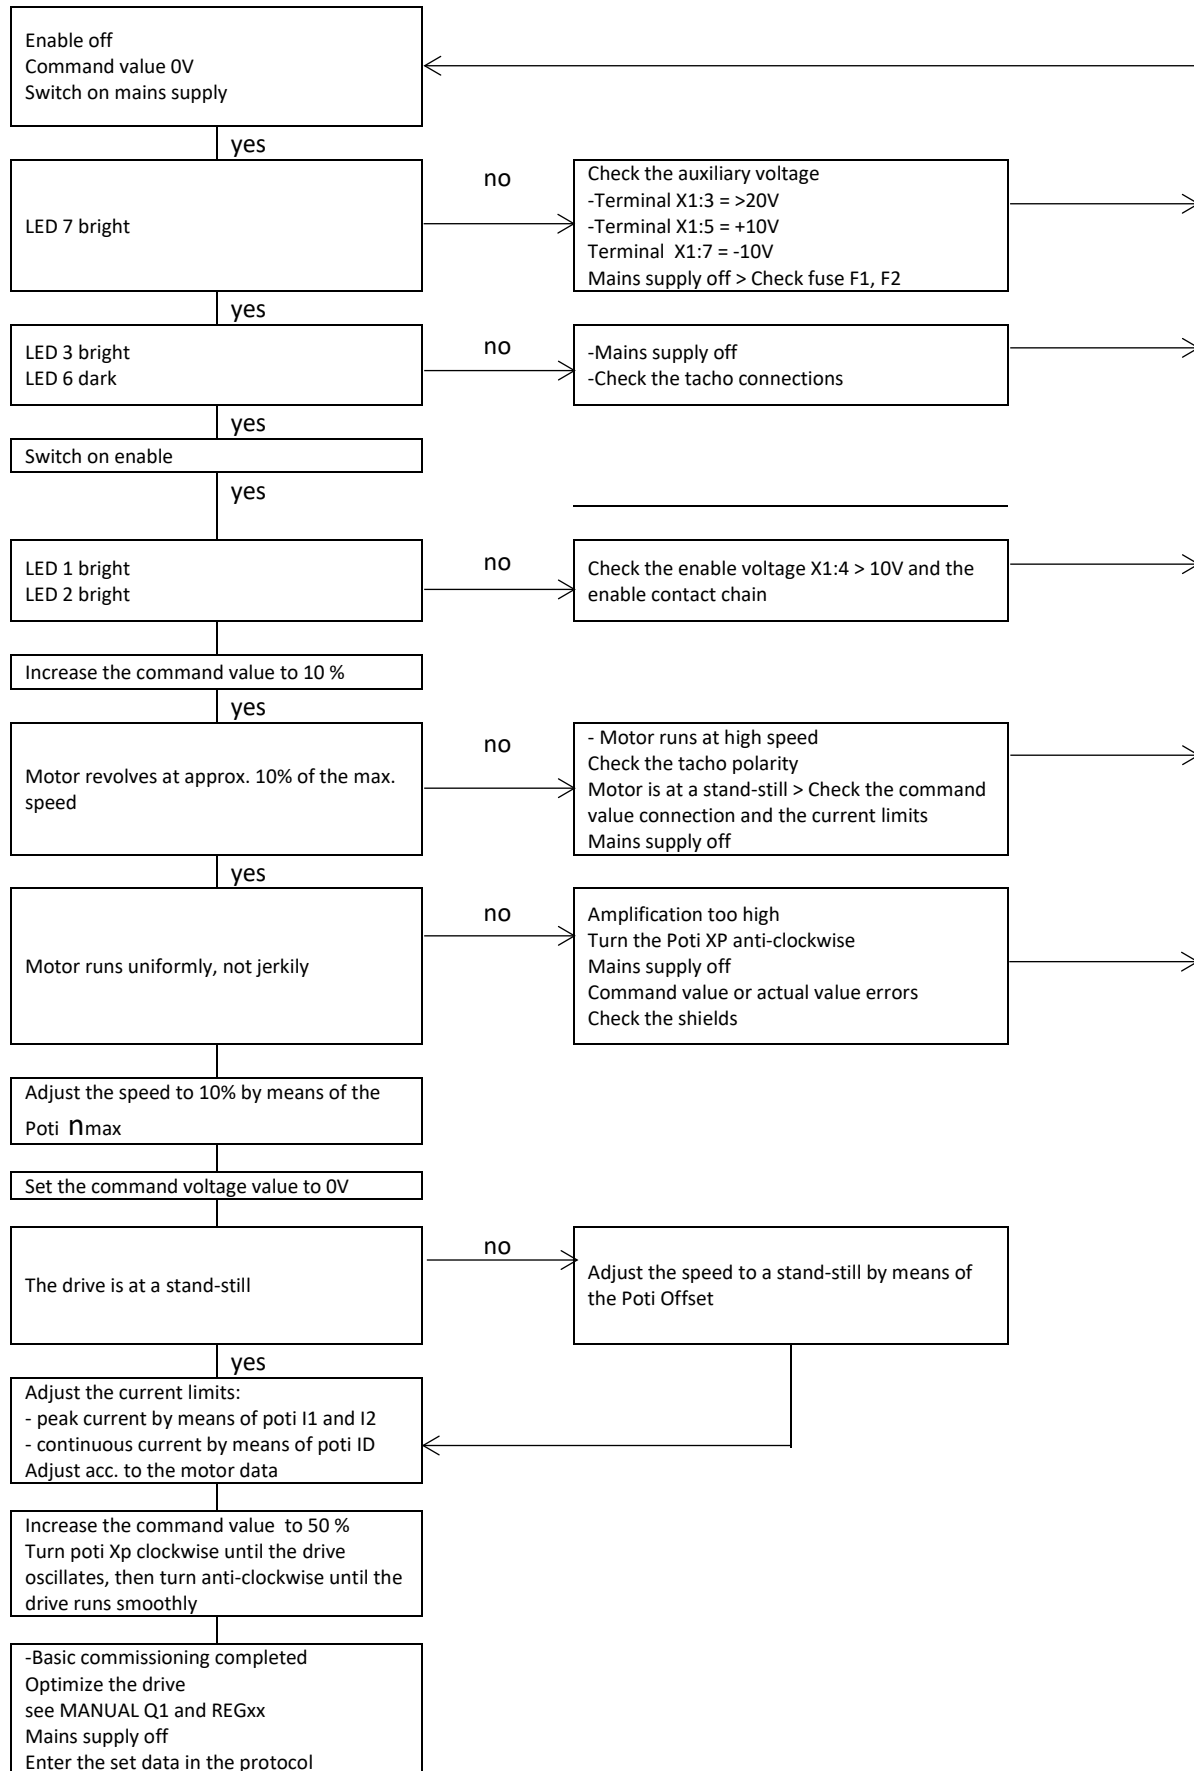 Enable off
Command value 0V
Switch on mains supply
yes
LED 7 bright
no
Check the auxiliary voltage
-Terminal X1:3 = >20V
-Terminal X1:5 = +10V
Terminal  X1:7 = -10V
Mains supply off > Check fuse F1, F2
yes
LED 3 bright
LED 6 dark
no
-Mains supply off
-Check the tacho connections
yes
Switch on enable
yes
LED 1 bright
LED 2 bright
no
Check the enable voltage X1:4 > 10V and the
enable contact chain
Increase the command value to 10 %
yes
Motor revolves at approx. 10% of the max.
speed
no
- Motor runs at high speed
Check the tacho polarity
Motor is at a stand-still > Check the command
value connection and the current limits
Mains supply off
yes
Motor runs uniformly, not jerkily
no
Amplification too high
Turn the Poti XP anti-clockwise
Mains supply off
Command value or actual value errors
Check the shields
Adjust the speed to 10% by means of the
Poti nmax
Set the command voltage value to 0V
The drive is at a stand-still
no
Adjust the speed to a stand-still by means of
the Poti Offset
yes
Adjust the current limits:
- peak current by means of poti I1 and I2
- continuous current by means of poti ID
Adjust acc. to the motor data
Increase the command value  to 50 %
Turn poti Xp clockwise until the drive
oscillates, then turn anti-clockwise until the
drive runs smoothly
-Basic commissioning completed
Optimize the drive
see MANUAL Q1 and REGxx
Mains supply off
Enter the set data in the protocol